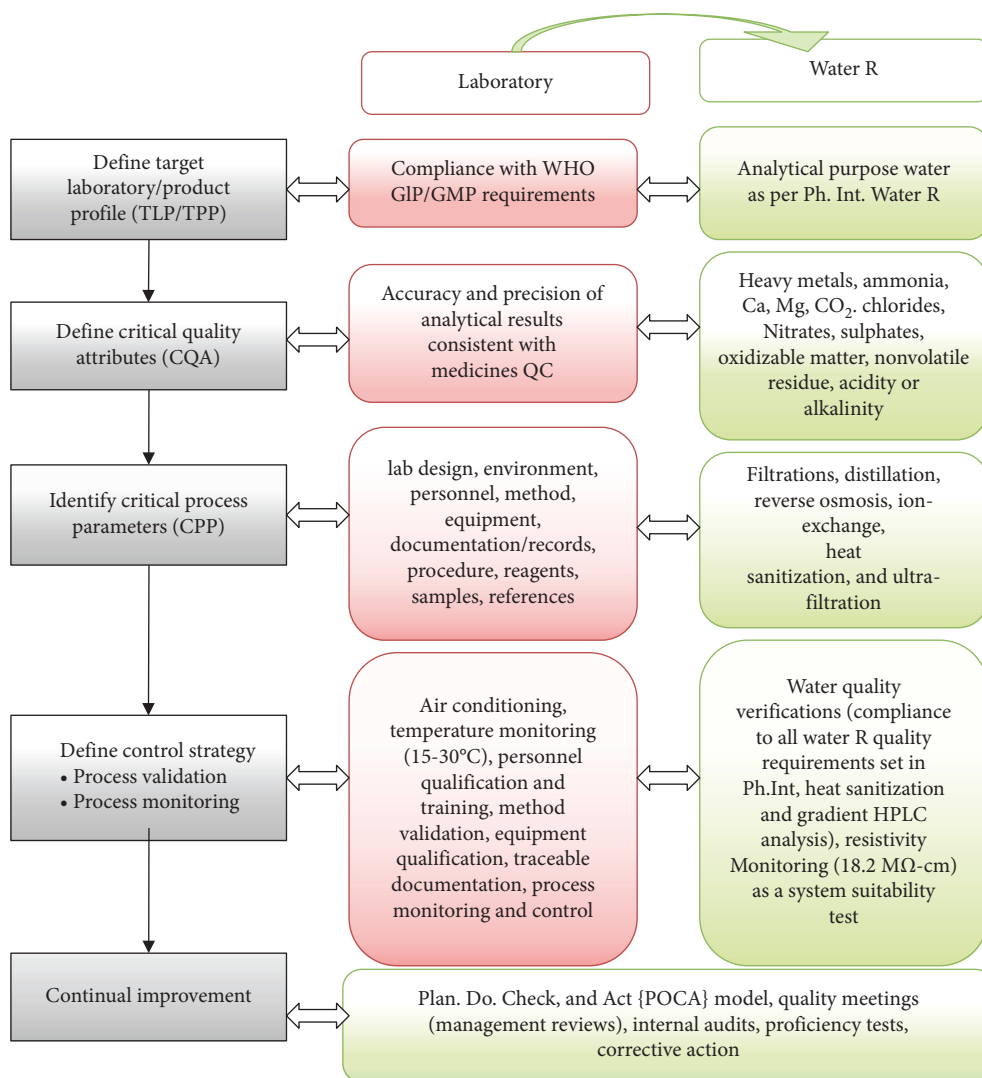 Laboratory
Water R
Define target
laboratory/product
profile (TLP/TPP)
Compliance with WHO
GlP/GMP requirements
Analytical purpose water
as per Ph. Int. Water R
Define critical quality
attributes (CQA)
Accuracy and precision of
analytical results
consistent with
medicines QC
Heavy metals, ammonia,
Ca, Mg, CO₂. chlorides,
Nitrates, sulphates,
oxidizable matter, nonvolatile
residue, acidity or
alkalinity
Identify critical process
parameters (CPP)
lab design, environment,
personnel, method,
equipment,
documentation/records,
procedure, reagents,
samples, references
Filtrations, distillation,
reverse osmosis, ion-
exchange,
heat
sanitization, and ultra-
filtration
Define control strategy
• Process validation
• Process monitoring
Air conditioning,
temperature monitoring
(15-30°C), personnel
qualification and
training, method
validation, equipment
qualification, traceable
documentation, process
monitoring and control
Water quality
verifications (compliance
to all water R quality
requirements set in
Ph.Int, heat sanitization
and gradient HPLC
analysis), resistivity
Monitoring (18.2 MΩ-cm)
as a system suitability
test
Continual improvement
Plan. Do. Check, and Act {POCA} model, quality meetings
(management reviews), internal audits, proficiency tests,
corrective action